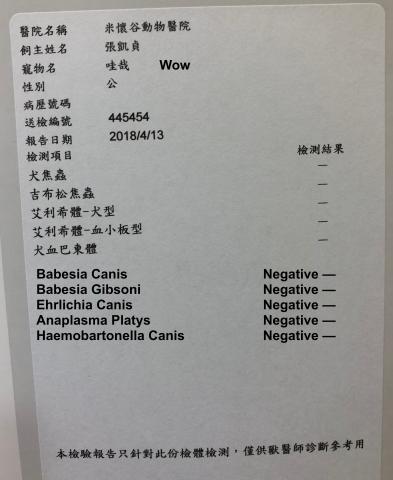 醫院名稱 米懷谷動物醫院
飼主姓名 張凱貞
寵物名 哇哉 Wow
性別 公
病歷號碼
送檢編號 445454
報告日期 2018/4/13
檢測項目 檢測結果
犬焦蟲 —
吉布松焦蟲 —
艾利希體-犬型 —
艾利希體-血小板型 —
犬血巴東體 —
Babesia Canis Negative —
Babesia Gibsoni Negative —
Ehrlichia Canis Negative —
Anaplasma Platys Negative —
Haemobartonella Canis Negative —
本檢驗報告只針對此份檢體檢測，僅供獸醫師診斷參考用